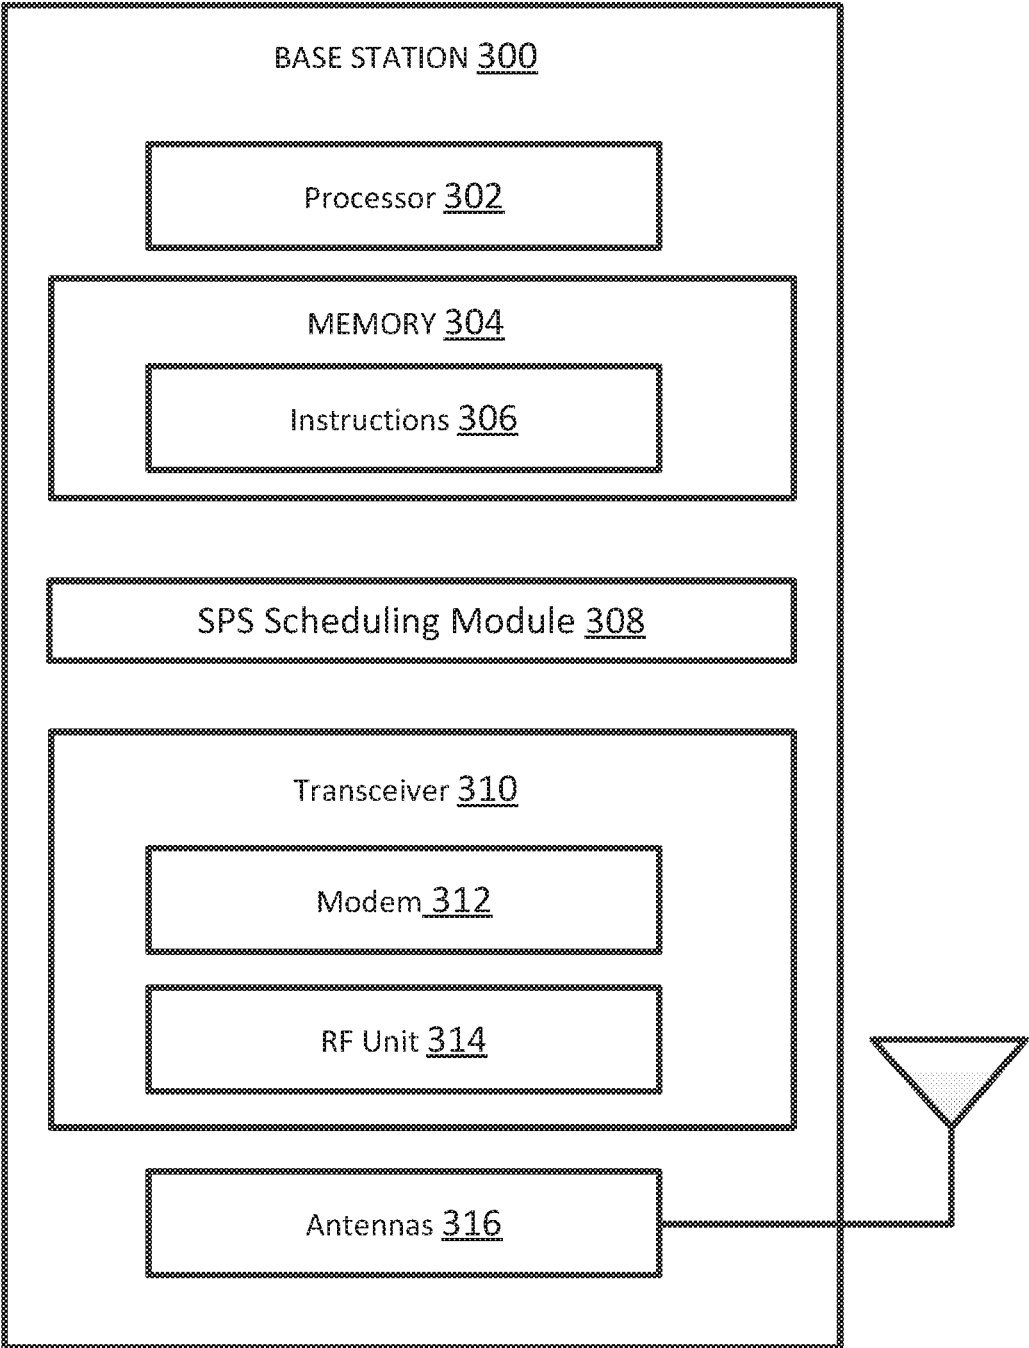 BASE STATION 300
Processor 302
MEMORY 304
Instructions 306
SPS Scheduling Module 308
Transceiver 310
Modem 312
RF Unit 314
Antennas 316